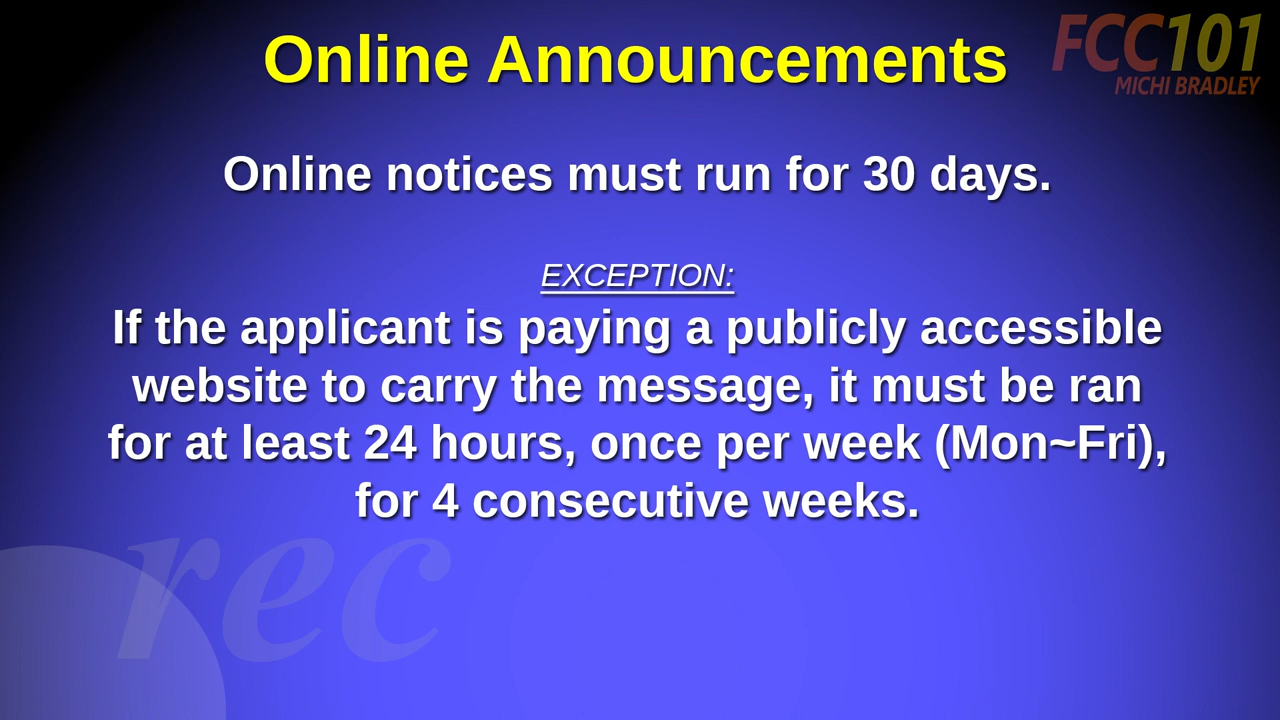 Online Announcements
FCC101
MICHI BRADLEY
Online notices must run for 30 days.
EXCEPTION:
If the applicant is paying a publicly accessible
website to carry the message, it must be ran
for at least 24 hours, once per week (Mon~Fri),
for 4 consecutive weeks.
rec